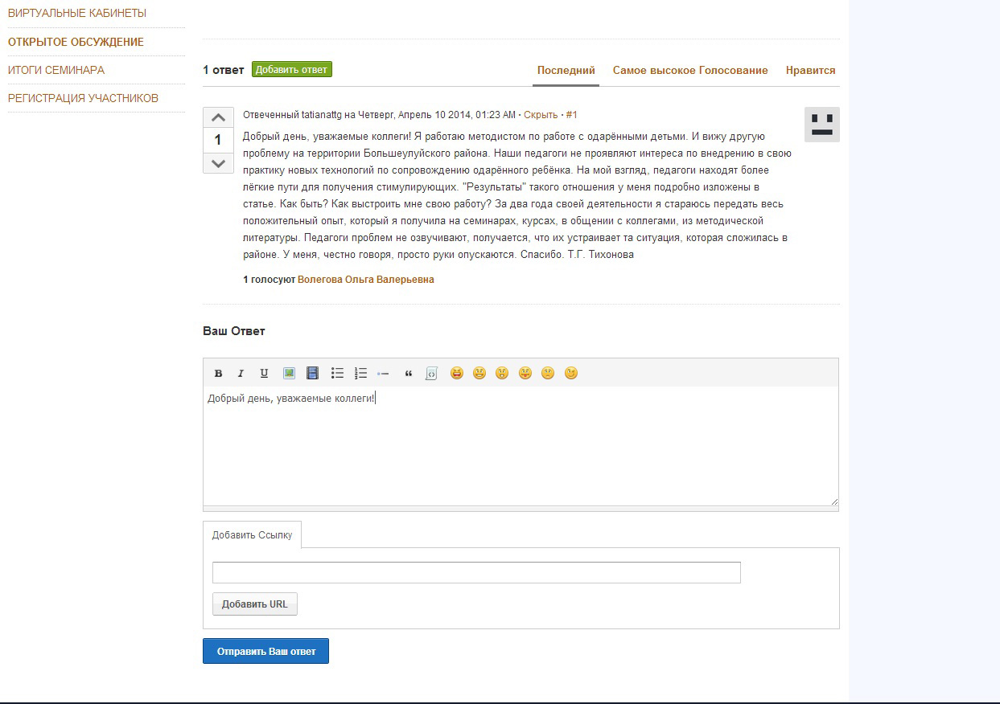 ВИРТУАЛЬНЫЕ КАБИНЕТЫ
ОТКРЫТОЕ ОБСУЖДЕНИЕ
ИТОГИ СЕМИНАРА
РЕГИСТРАЦИЯ УЧАСТНИКОВ
1 ответ Добавить ответ Последний Самое высокое Голосование Нравится
1
Отвеченный tatianattg на Четверг, Апрель 10 2014, 01:23 AM · Скрыть · #1
Добрый день, уважаемые коллеги! Я работаю методистом по работе с одарёнными детьми. И вижу другую
проблему на территории Большеулуйского района. Наши педагоги не проявляют интереса по внедрению в свою
практику новых технологий по сопровождению одарённого ребёнка. На мой взгляд, педагоги находят более
лёгкие пути для получения стимулирующих. "Результаты" такого отношения у меня подробно изложены в
статье. Как быть? Как выстроить мне свою работу? За два года своей деятельности я стараюсь передать весь
положительный опыт, который я получила на семинарах, курсах, в общении с коллегами, из методической
литературы. Педагоги проблем не озвучивают, получается, что их устраивает та ситуация, которая сложилась в
районе. У меня, честно говоря, просто руки опускаются. Спасибо. Т.Г. Тихонова
1 голосуют Волегова Ольга Валерьевна
Ваш Ответ
B I U
Добрый день, уважаемые коллеги!
Добавить Ссылку
Добавить URL
Отправить Ваш ответ